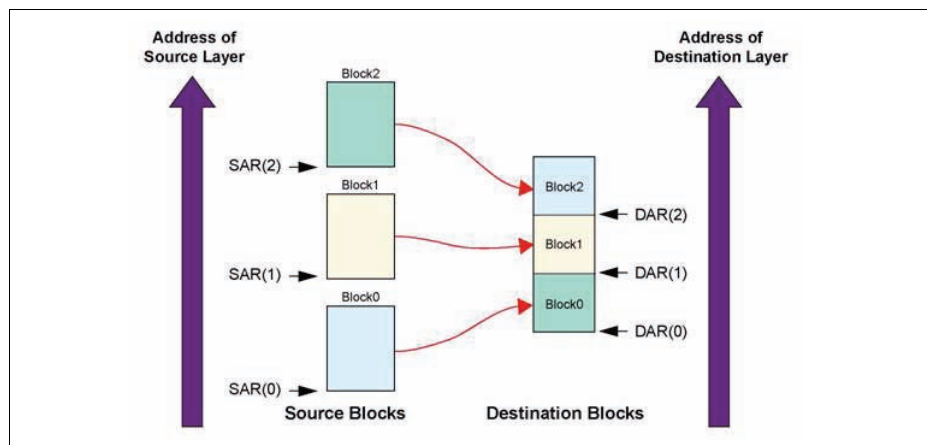 Address of
Source Layer
Address of
Destination Layer
Block2
SAR(2)
Block1
Block2
DAR(2)
Block1
SAR(1)
DAR(1)
Block0
Block0
DAR(0)
SAR(0)
Source Blocks
Destination Blocks